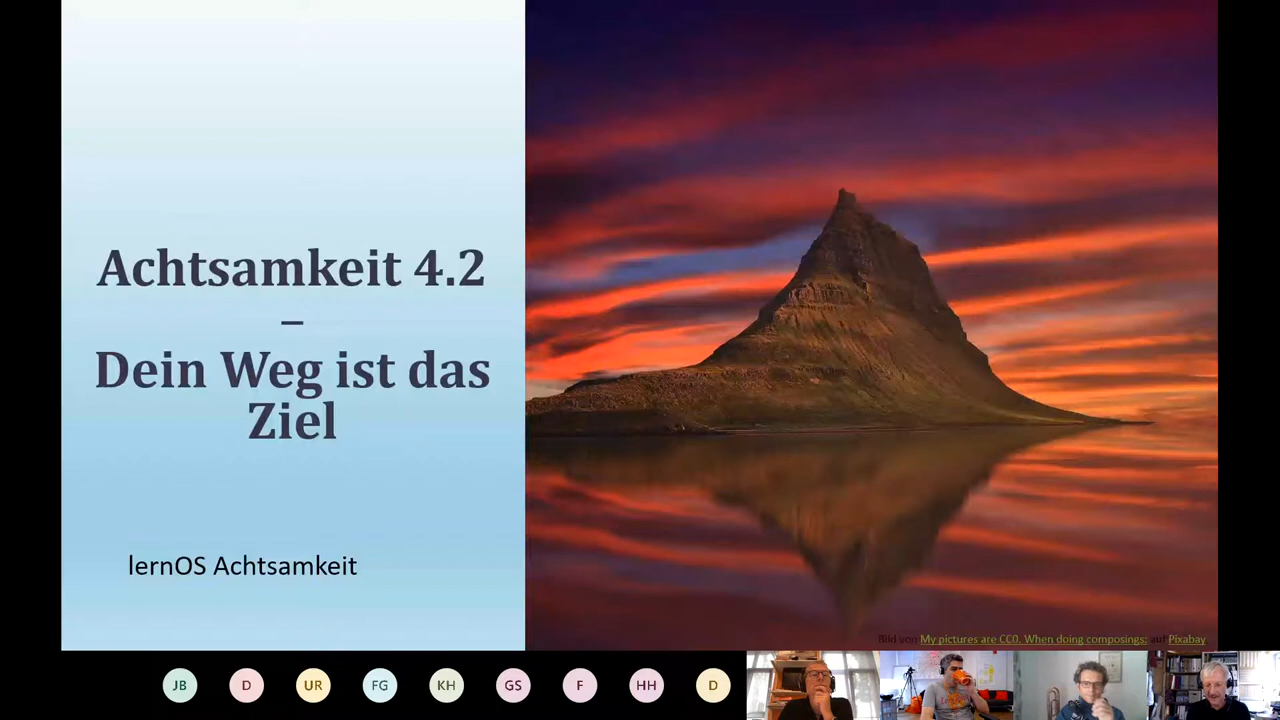 Achtsamkeit 4.2
–
Dein Weg ist das
Ziel
lernOS Achtsamkeit
Bild von My pictures are CC0. When doing composings: auf Pixabay
JB D UR FG KH GS F HH D